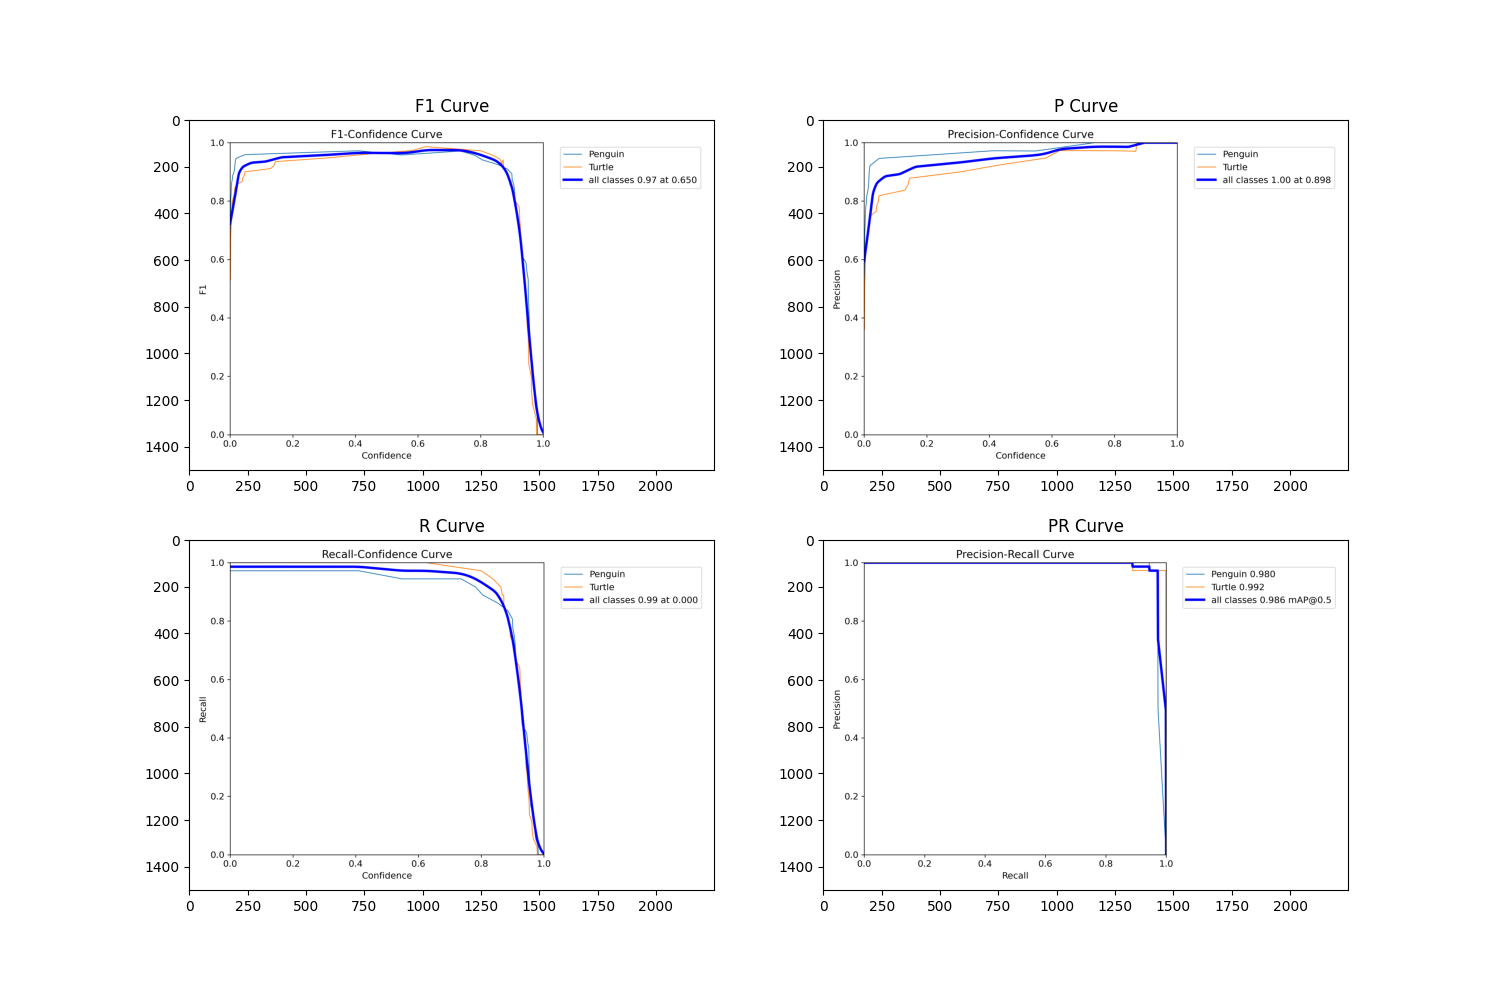 F1 Curve
F1-Confidence Curve
0
200
400
600
800
1000
1200
1400
1.0
0.8
0.6
0.4
0.2
0.0
F1
0.0 0.2 0.4 0.6 0.8 1.0
Confidence
Penguin
Turtle
all classes 0.97 at 0.650
0 250 500 750 1000 1250 1500 1750 2000
P Curve
Precision-Confidence Curve
0
200
400
600
800
1000
1200
1400
1.0
0.8
0.6
0.4
0.2
0.0
Precision
0.0 0.2 0.4 0.6 0.8 1.0
Confidence
Penguin
Turtle
all classes 1.00 at 0.898
0 250 500 750 1000 1250 1500 1750 2000
R Curve
Recall-Confidence Curve
0
200
400
600
800
1000
1200
1400
1.0
0.8
0.6
0.4
0.2
0.0
Recall
0.0 0.2 0.4 0.6 0.8 1.0
Confidence
Penguin
Turtle
all classes 0.99 at 0.000
0 250 500 750 1000 1250 1500 1750 2000
PR Curve
Precision-Recall Curve
0
200
400
600
800
1000
1200
1400
1.0
0.8
0.6
0.4
0.2
0.0
Precision
0.0 0.2 0.4 0.6 0.8 1.0
Recall
Penguin 0.980
Turtle 0.992
all classes 0.986 mAP@0.5
0 250 500 750 1000 1250 1500 1750 2000